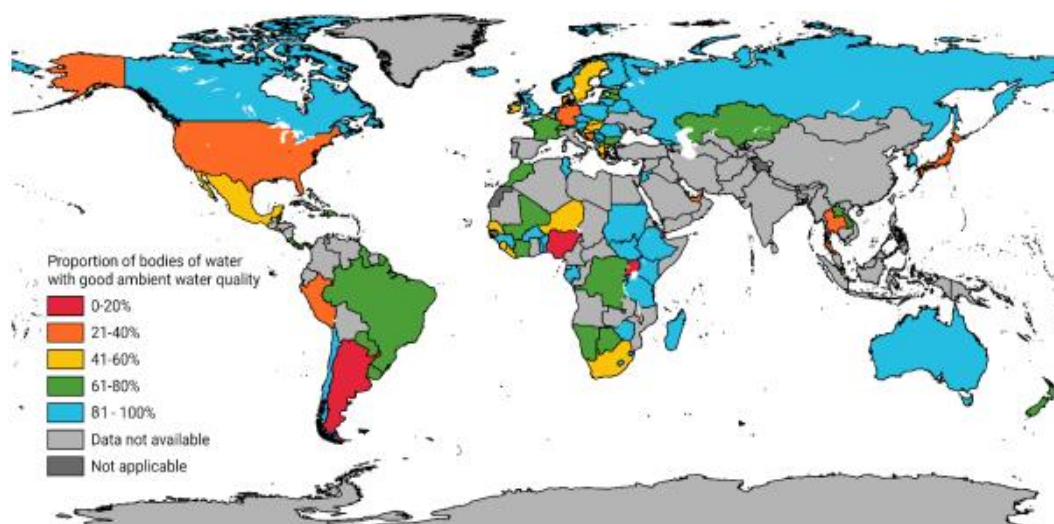 Proportion of bodies of water
with good ambient water quality
0-20%
21-40%
41-60%
61-80%
81 - 100%
Data not available
Not applicable